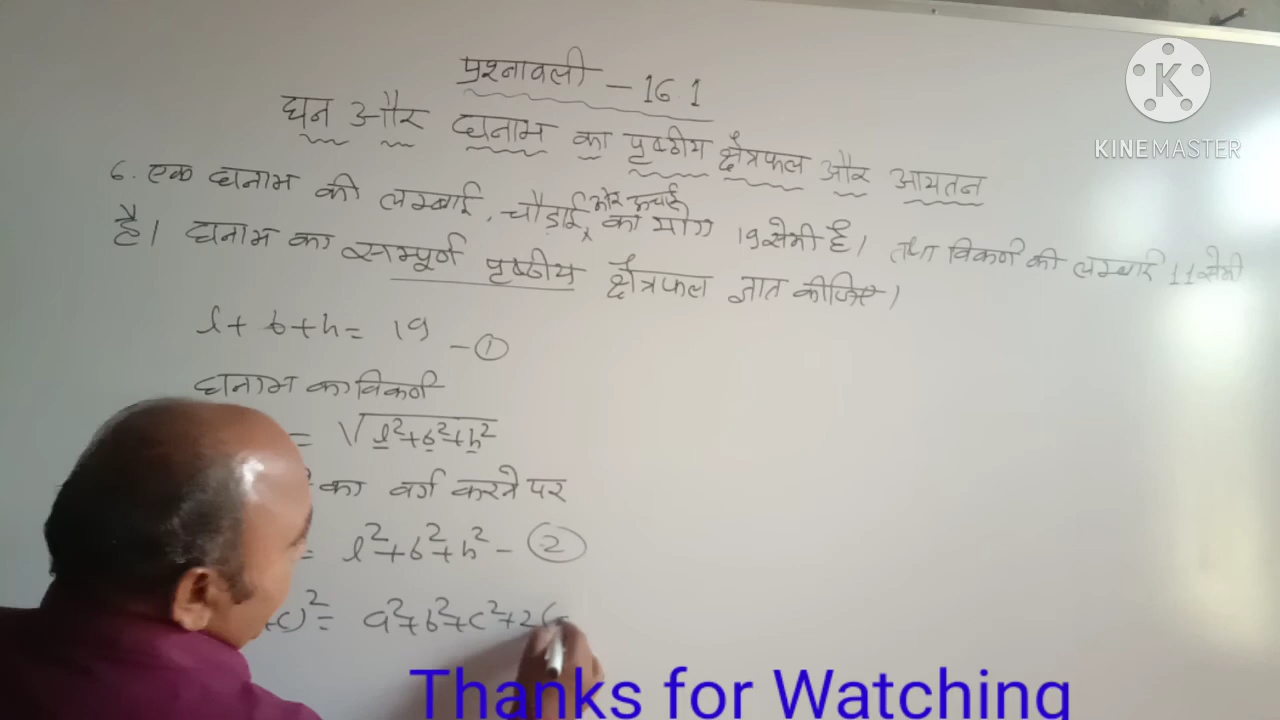 प्रश्नावली - 16.1
घन और घनाभ का पृष्ठीय क्षेत्रफल और आयतन
6. एक घनाभ की लम्बाई, चौड़ाई और ऊंचाई का योग 19 सेमी है। तथा विकर्ण की लम्बाई 11 सेमी
है। घनाभ का सम्पूर्ण पृष्ठीय क्षेत्रफल ज्ञात कीजिए।
l + b + h = 19 - ①
घनाभ का विकर्ण
= √l²+b²+h²
का वर्ग करने पर
= l²+b²+h² - ②
+c)² = a²+b²+c²+2(
K
KINEMASTER
Thanks for Watching